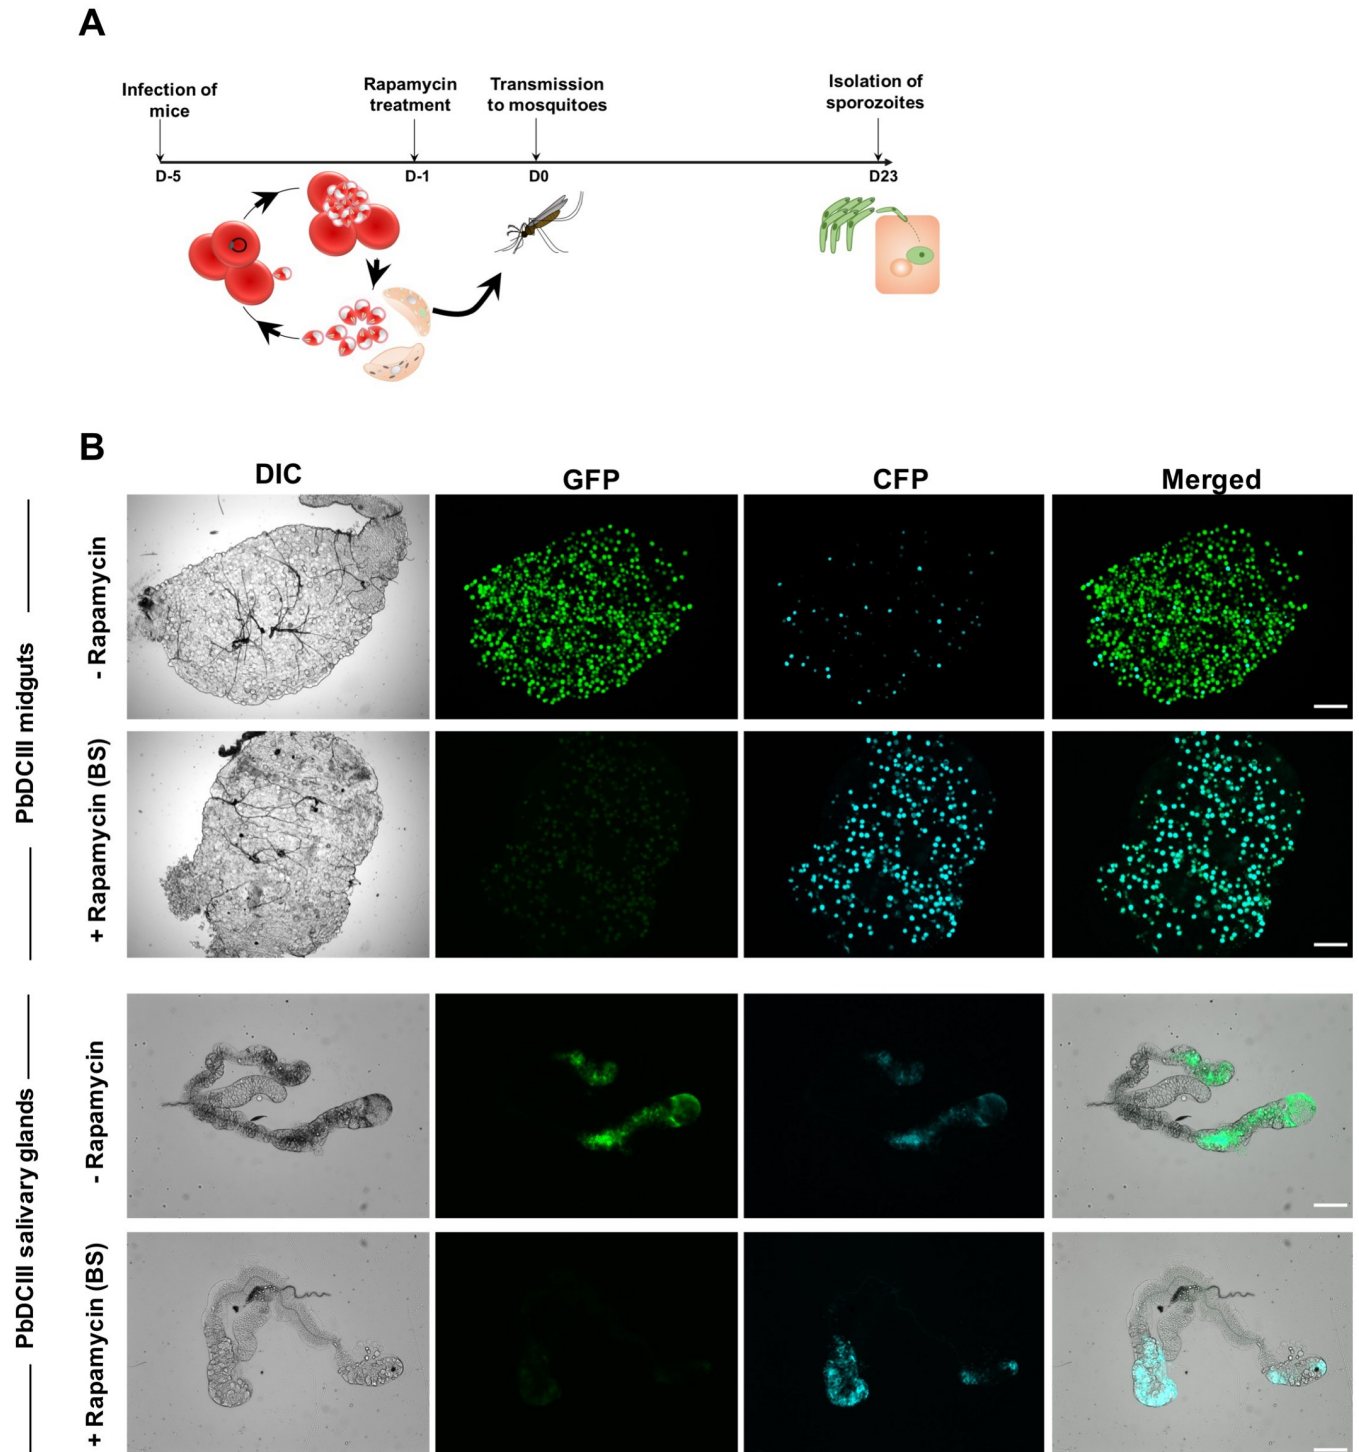 A
Infection of
mice
Rapamycin
treatment
Transmission
to mosquitoes
Isolation of
sporozoites
D-5
D-1
D0
D23
B
DIC
GFP
CFP
Merged
PbDCIII midguts
- Rapamycin
+ Rapamycin (BS)
PbDCIII salivary glands
- Rapamycin
+ Rapamycin (BS)